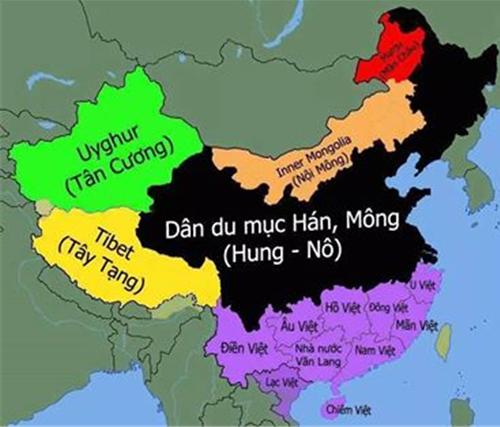 (Mãn Châu)
Uyghur
(Tân Cương)
Inner Mongolia
(Nội Mông)
Tibet
(Tây Tạng)
Dân du mục Hán, Mông
(Hung - Nô)
U Việt
Hồ Việt
Đông Việt
Âu Việt
Mân Việt
Điền Việt
Nhà nước
Văn Lang
Nam Việt
Lạc Việt
Chiêm Việt